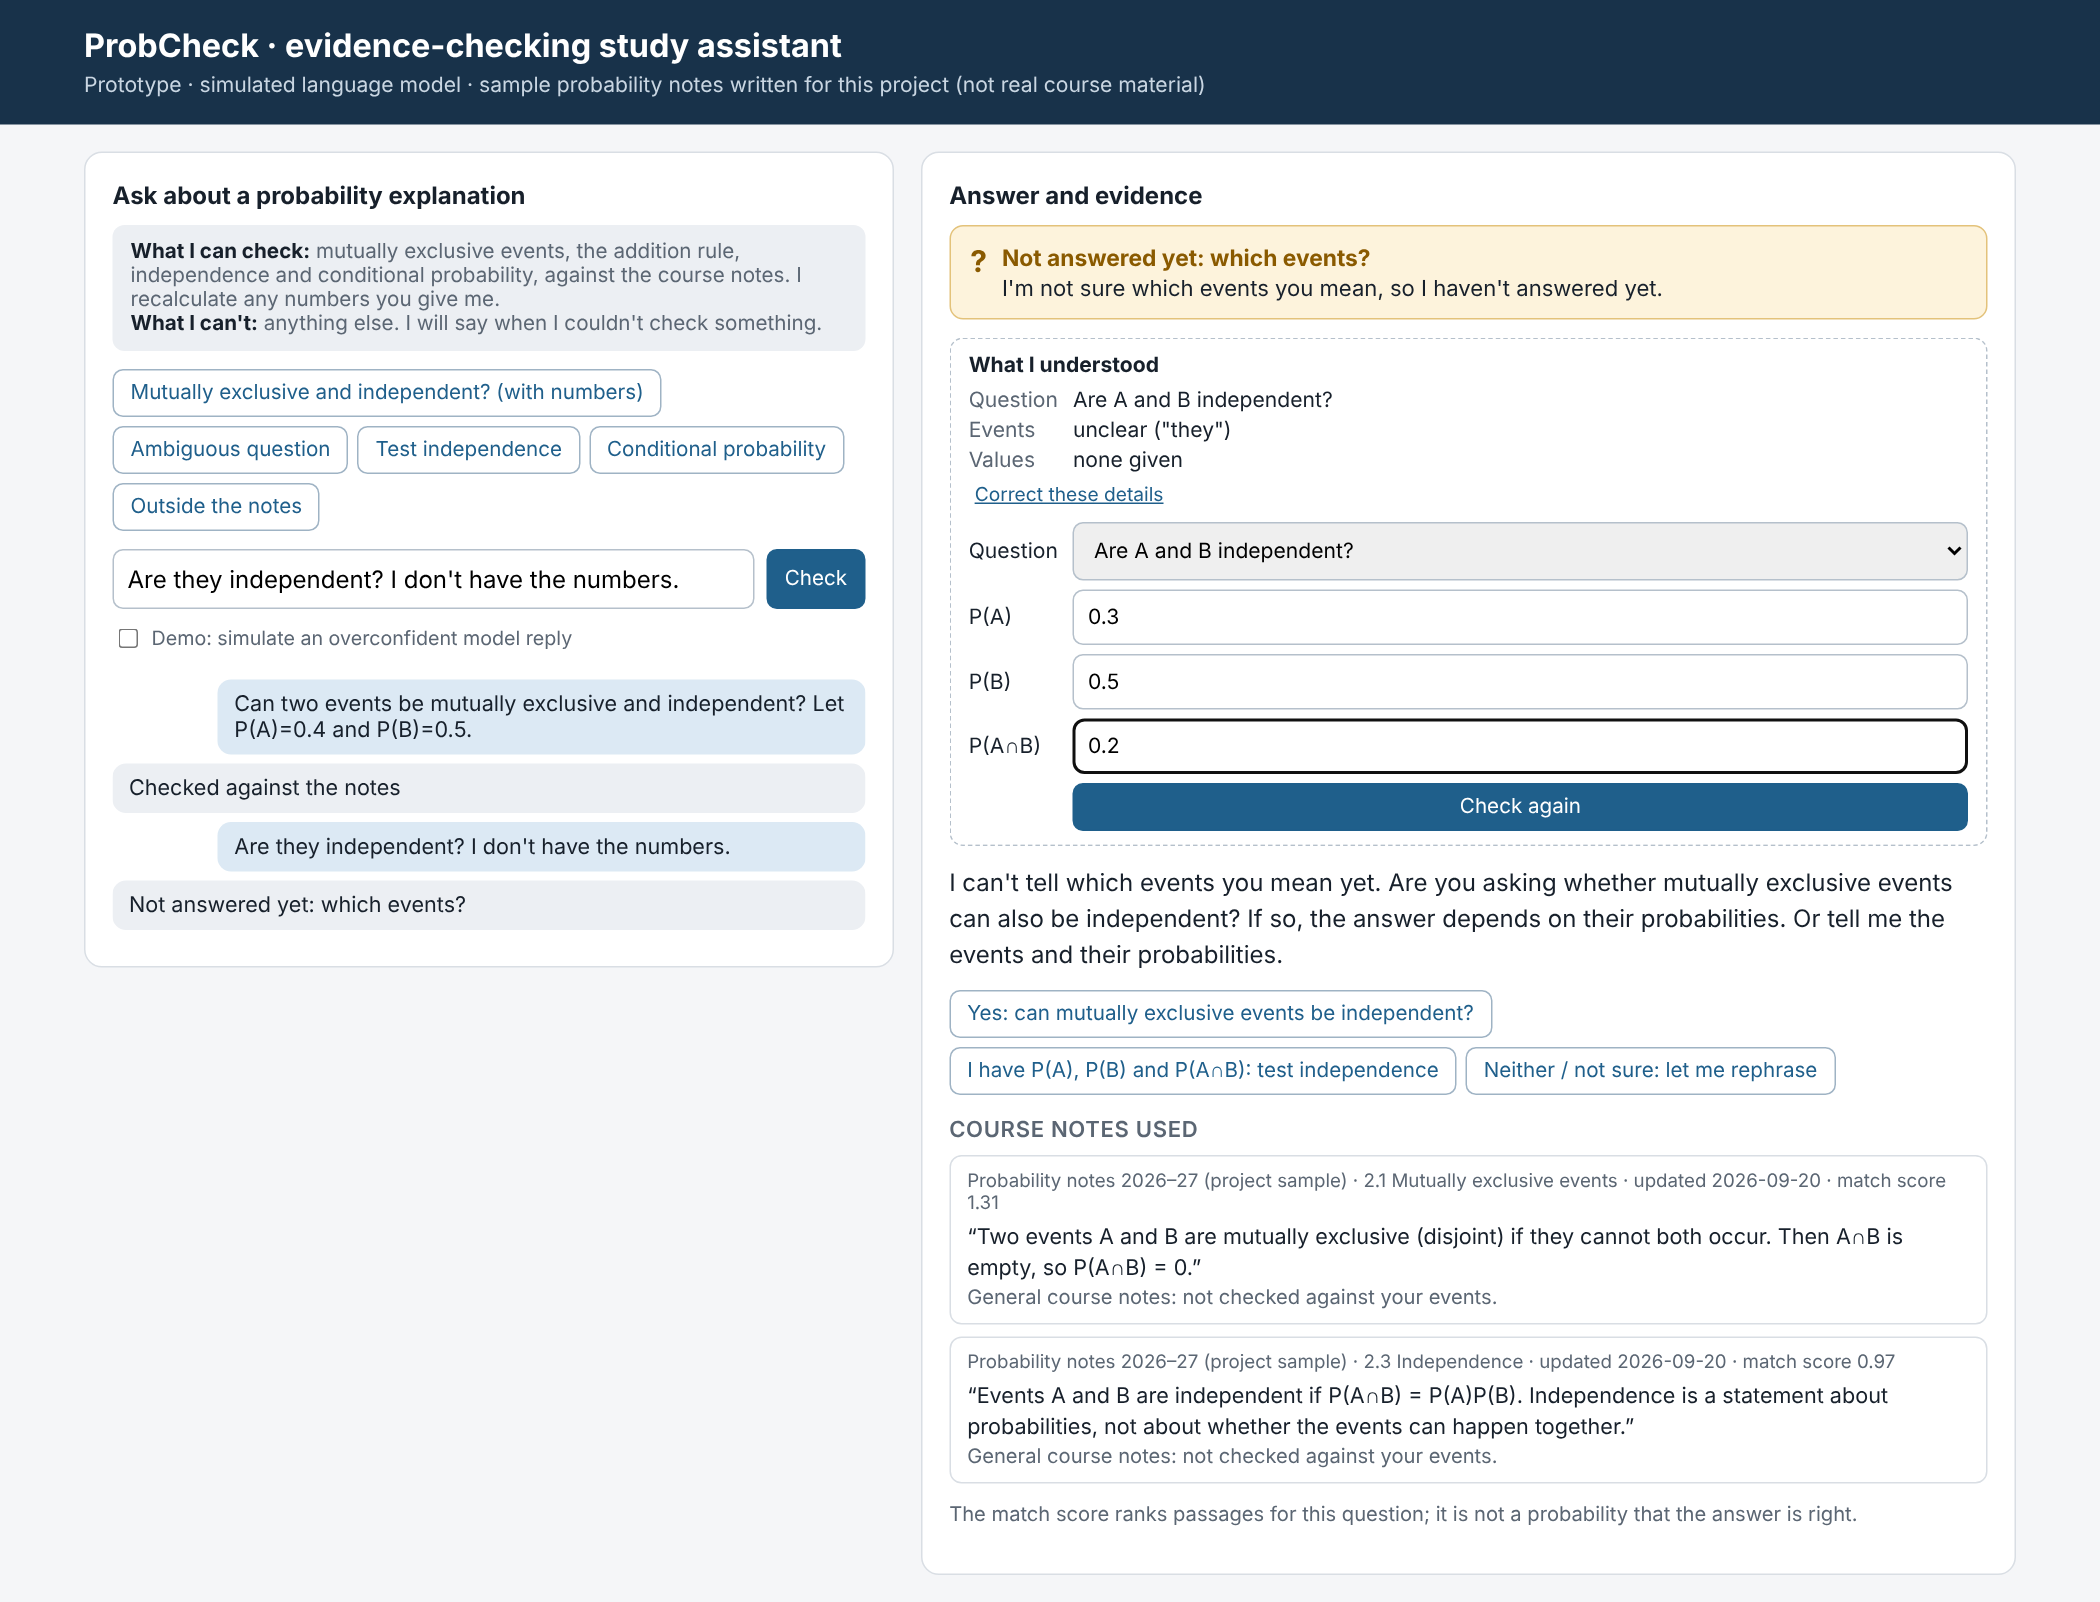 ProbCheck · evidence-checking study assistant
Prototype · simulated language model · sample probability notes written for this project (not real course material)
Ask about a probability explanation
What I can check: mutually exclusive events, the addition rule,
independence and conditional probability, against the course notes. I
recalculate any numbers you give me.
What I can't: anything else. I will say when I couldn't check something.
Mutually exclusive and independent? (with numbers)
Ambiguous question
Test independence
Conditional probability
Outside the notes
Are they independent? I don't have the numbers.
Check
Demo: simulate an overconfident model reply
Can two events be mutually exclusive and independent? Let
P(A)=0.4 and P(B)=0.5.
Checked against the notes
Are they independent? I don't have the numbers.
Not answered yet: which events?
Answer and evidence
? Not answered yet: which events?
I'm not sure which events you mean, so I haven't answered yet.
What I understood
Question Are A and B independent?
Events unclear ("they")
Values none given
Correct these details
Question Are A and B independent?
P(A) 0.3
P(B) 0.5
P(A∩B) 0.2
Check again
I can't tell which events you mean yet. Are you asking whether mutually exclusive events
can also be independent? If so, the answer depends on their probabilities. Or tell me the
events and their probabilities.
Yes: can mutually exclusive events be independent?
I have P(A), P(B) and P(A∩B): test independence
Neither / not sure: let me rephrase
COURSE NOTES USED
Probability notes 2026–27 (project sample) · 2.1 Mutually exclusive events · updated 2026-09-20 · match score
1.31
“Two events A and B are mutually exclusive (disjoint) if they cannot both occur. Then A∩B is
empty, so P(A∩B) = 0.”
General course notes: not checked against your events.
Probability notes 2026–27 (project sample) · 2.3 Independence · updated 2026-09-20 · match score 0.97
“Events A and B are independent if P(A∩B) = P(A)P(B). Independence is a statement about
probabilities, not about whether the events can happen together.”
General course notes: not checked against your events.
The match score ranks passages for this question; it is not a probability that the answer is right.